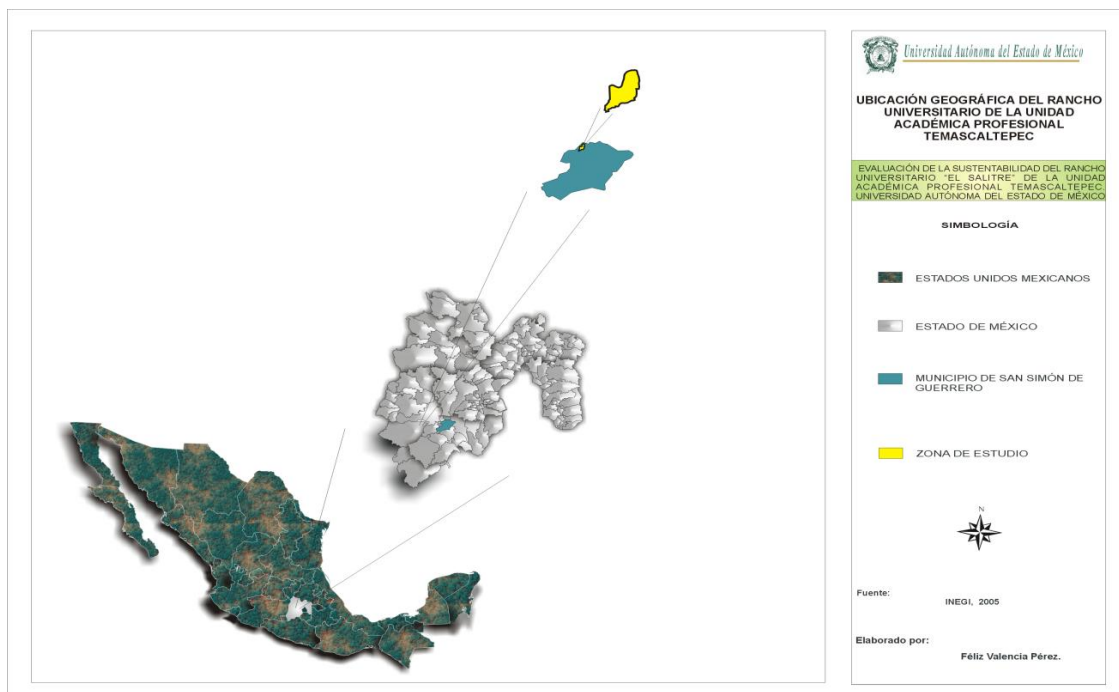 Universidad Autónoma del Estado de México
UBICACIÓN GEOGRÁFICA DEL RANCHO
UNIVERSITARIO DE LA UNIDAD
ACADÉMICA PROFESIONAL
TEMASCALTEPEC
EVALUACIÓN DE LA SUSTENTABILIDAD DEL RANCHO
UNIVERSITARIO "EL SALITRE" DE LA UNIDAD
ACADÉMICA PROFESIONAL TEMASCALTEPEC,
UNIVERSIDAD AUTÓNOMA DEL ESTADO DE MÉXICO
SIMBOLOGÍA
ESTADOS UNIDOS MEXICANOS
ESTADO DE MÉXICO
MUNICIPIO DE SAN SIMÓN DE
GUERRERO
ZONA DE ESTUDIO
N
Fuente:
INEGI, 2005
Elaborado por:
Féliz Valencia Pérez.